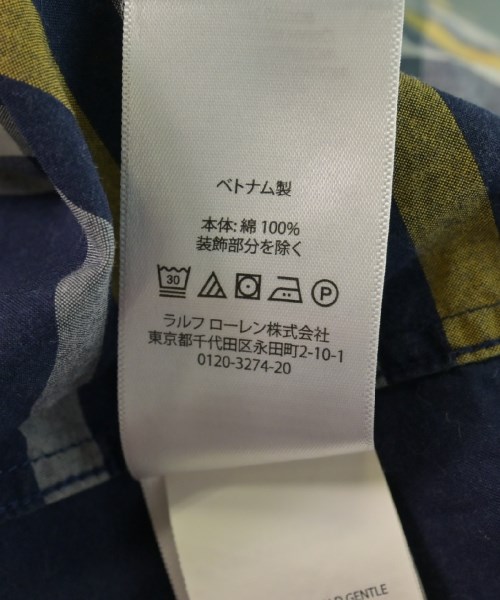 ベトナム製
本体: 綿 100%
装飾部分を除く
30 P
ラルフ ローレン株式会社
東京都千代田区永田町2-10-1
0120-3274-20
GENTLE